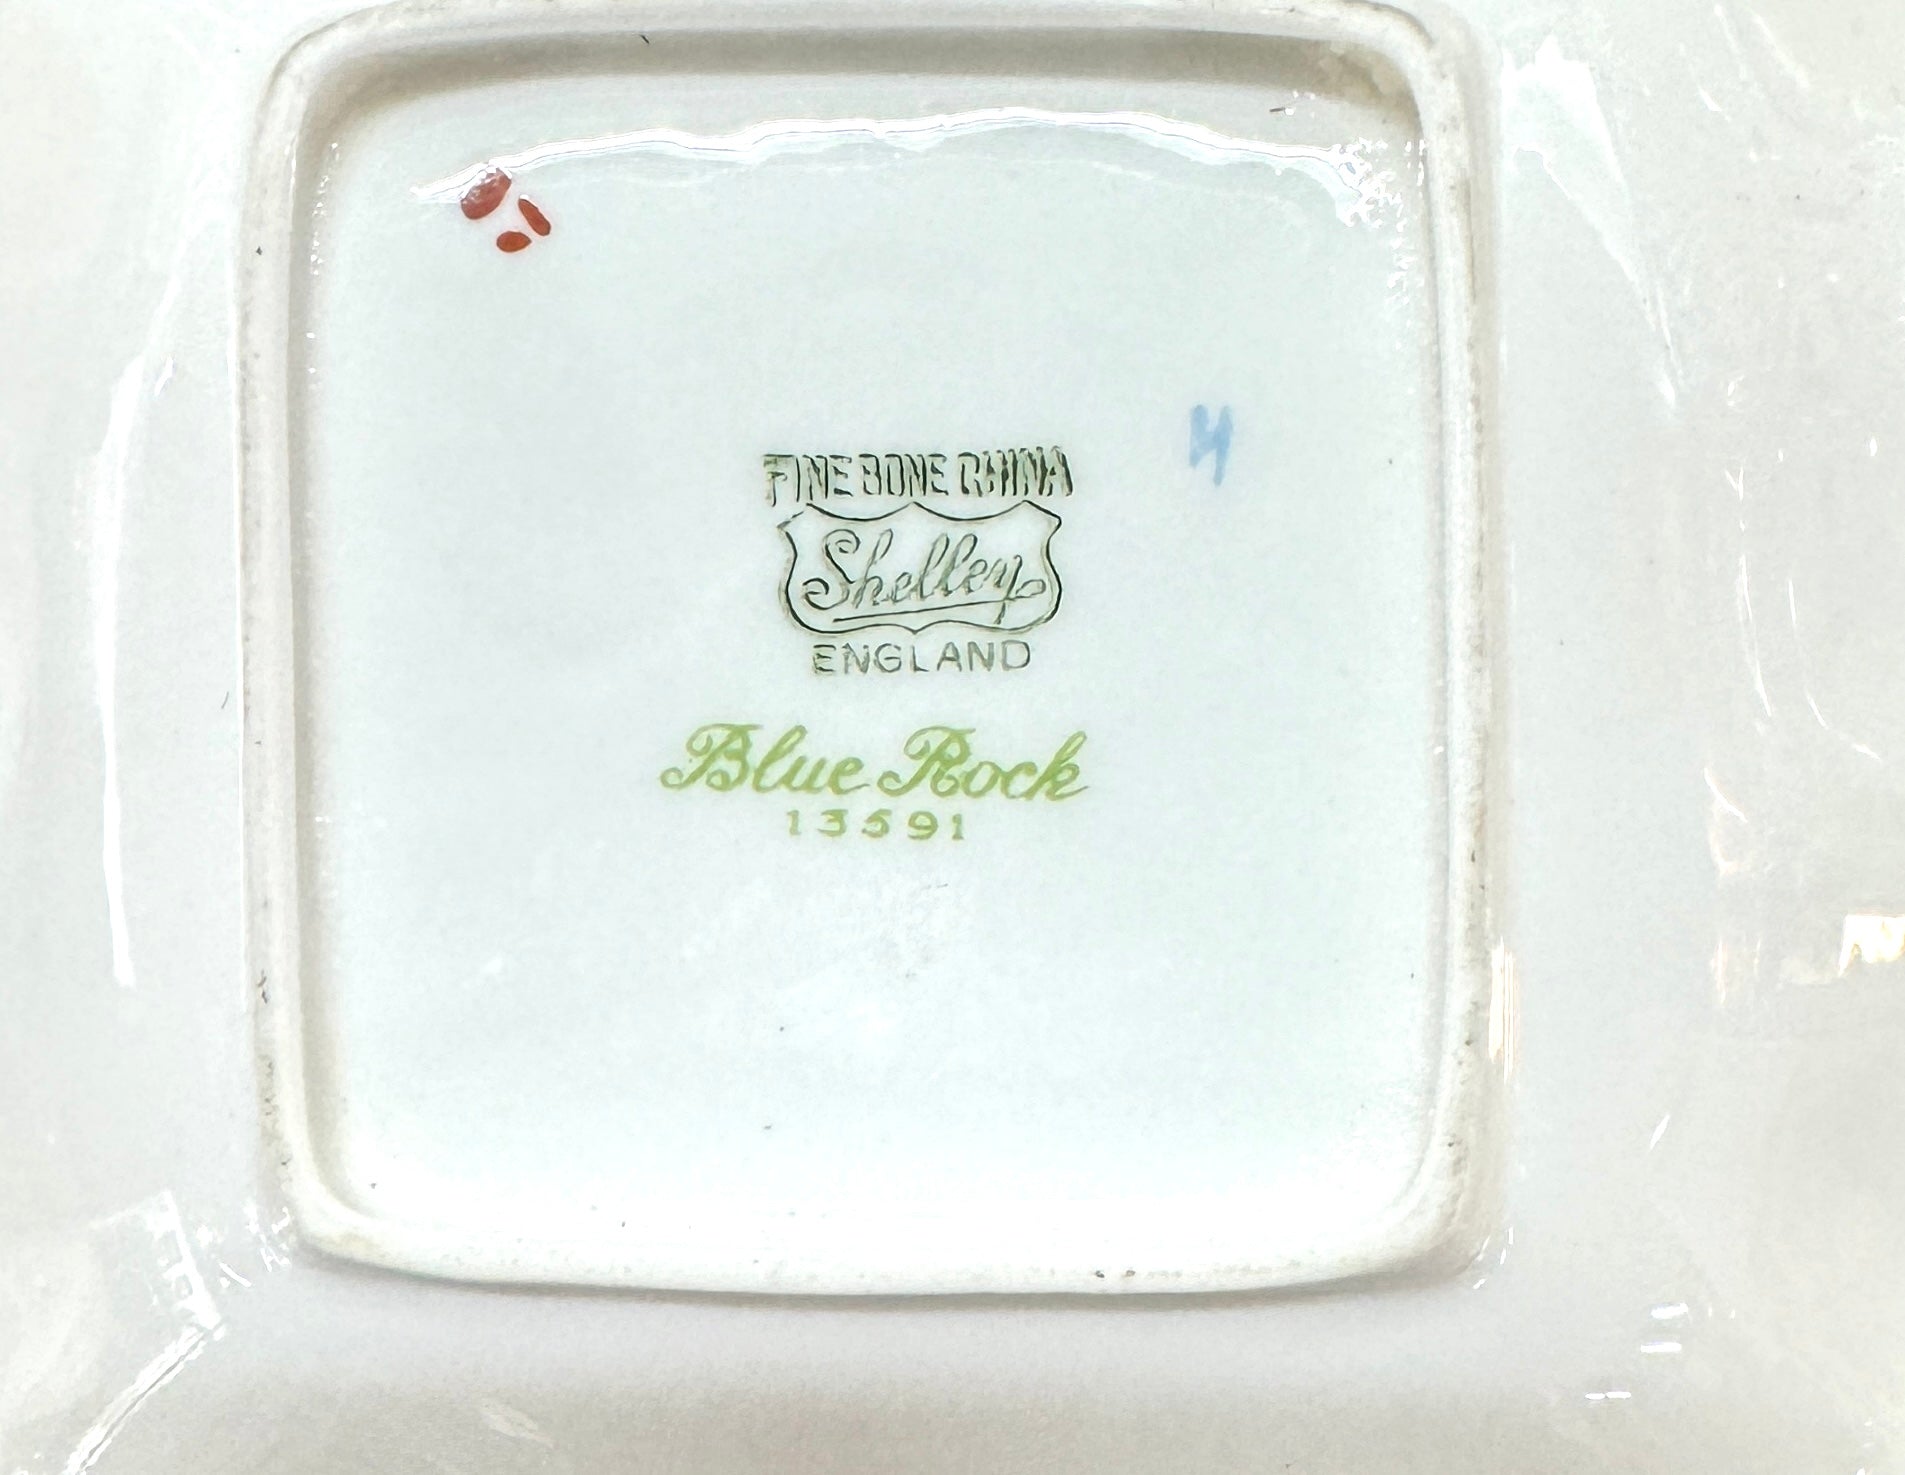 FINE BONE CHINA
Shelley
ENGLAND
Blue Rock
13591